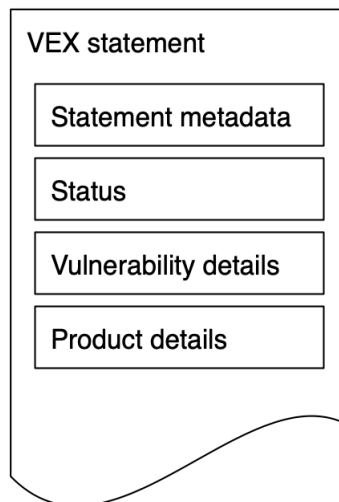 VEX statement
Statement metadata
Status
Vulnerability details
Product details